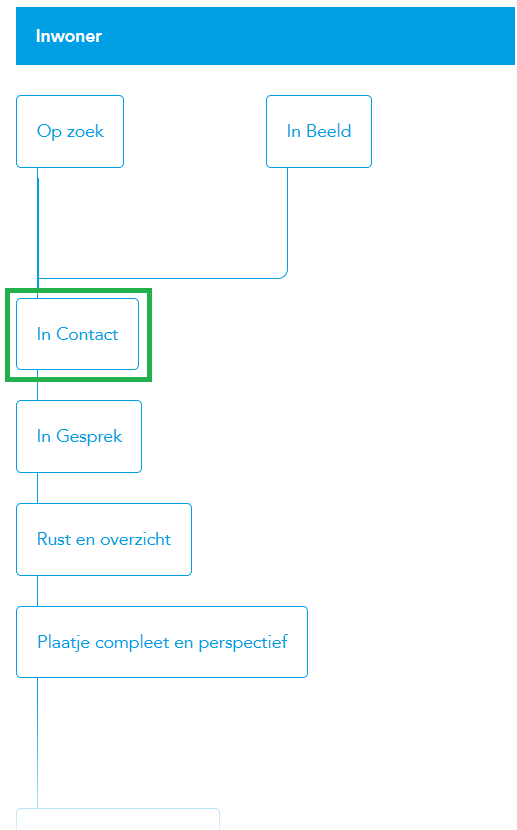 Inwoner
Op zoek
In Beeld
In Contact
In Gesprek
Rust en overzicht
Plaatje compleet en perspectief